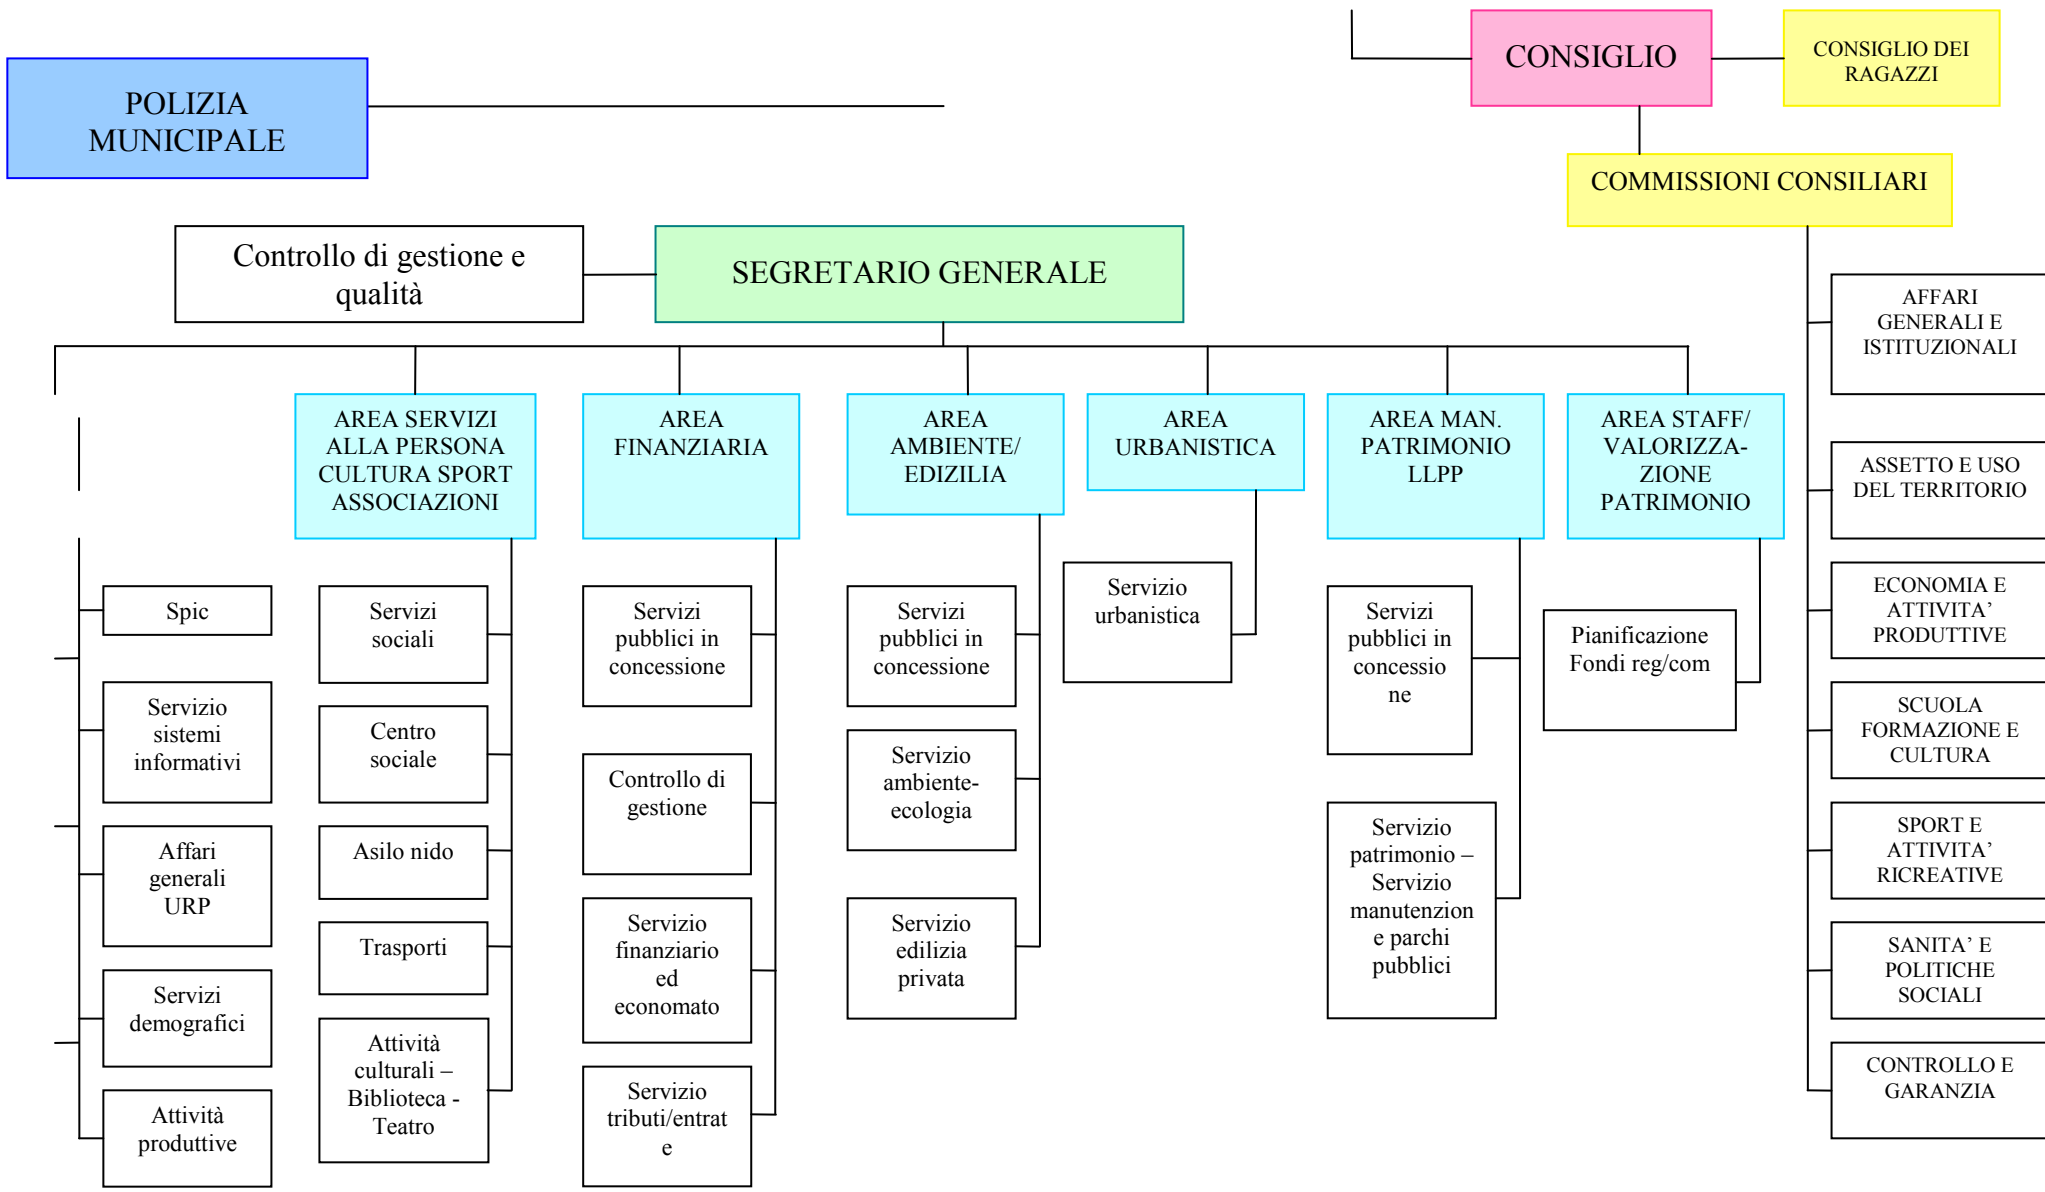 CONSIGLIO
CONSIGLIO DEI
RAGAZZI
POLIZIA
MUNICIPALE
COMMISSIONI CONSILIARI
Controllo di gestione e
qualità
SEGRETARIO GENERALE
AFFARI
GENERALI E
ISTITUZIONALI
ASSETTO E USO
DEL TERRITORIO
ECONOMIA E
ATTIVITA’
PRODUTTIVE
SCUOLA
FORMAZIONE E
CULTURA
SPORT E
ATTIVITA’
RICREATIVE
SANITA’ E
POLITICHE
SOCIALI
CONTROLLO E
GARANZIA
Spic
Servizio
sistemi
informativi
Affari
generali
URP
Servizi
demografici
Attività
produttive
AREA SERVIZI
ALLA PERSONA
CULTURA SPORT
ASSOCIAZIONI
Servizi
sociali
Centro
sociale
Asilo nido
Trasporti
Attività
culturali –
Biblioteca -
Teatro
AREA
FINANZIARIA
Servizi
pubblici in
concessione
Controllo di
gestione
Servizio
finanziario
ed
economato
Servizio
tributi/entrat
e
AREA
AMBIENTE/
EDIZILIA
Servizi
pubblici in
concessione
Servizio
ambiente-
ecologia
Servizio
edilizia
privata
AREA
URBANISTICA
Servizio
urbanistica
AREA MAN.
PATRIMONIO
LLPP
Servizi
pubblici in
concessio
ne
Servizio
patrimonio –
Servizio
manutenzion
e parchi
pubblici
AREA STAFF/
VALORIZZA-
ZIONE
PATRIMONIO
Pianificazione
Fondi reg/com